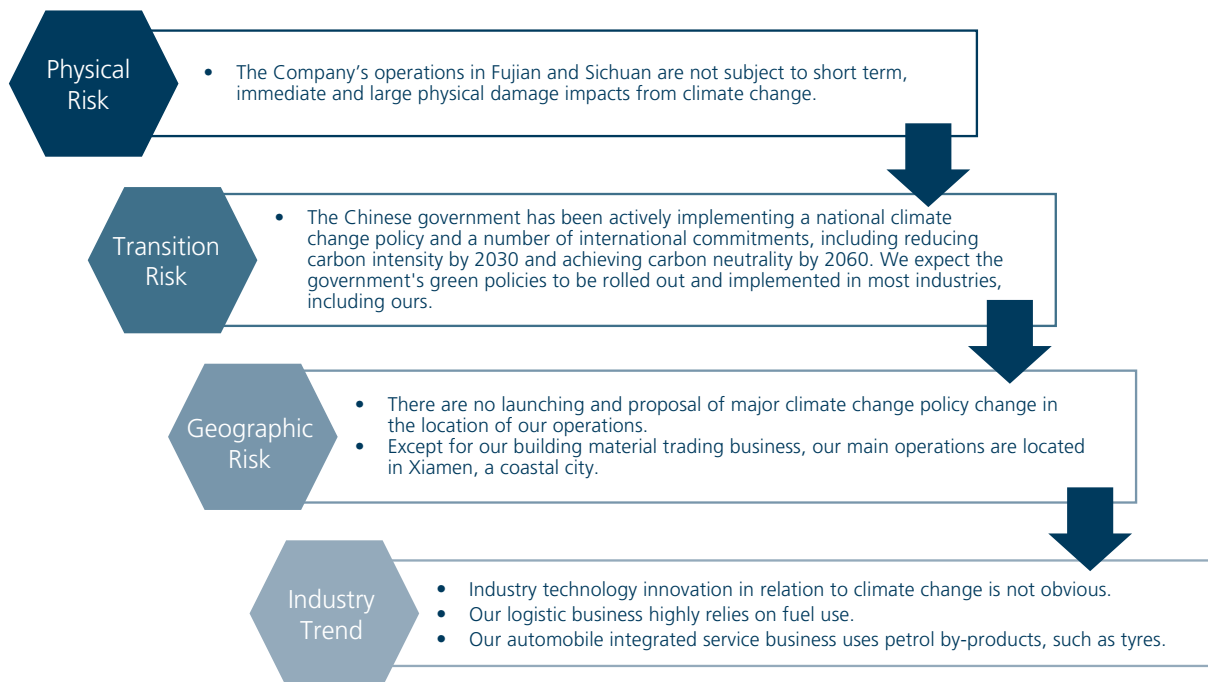 Physical
Risk
• The Company’s operations in Fujian and Sichuan are not subject to short term,
immediate and large physical damage impacts from climate change.
Transition
Risk
• The Chinese government has been actively implementing a national climate
change policy and a number of international commitments, including reducing
carbon intensity by 2030 and achieving carbon neutrality by 2060. We expect the
government's green policies to be rolled out and implemented in most industries,
including ours.
Geographic
Risk
• There are no launching and proposal of major climate change policy change in
the location of our operations.
• Except for our building material trading business, our main operations are located
in Xiamen, a coastal city.
Industry
Trend
• Industry technology innovation in relation to climate change is not obvious.
• Our logistic business highly relies on fuel use.
• Our automobile integrated service business uses petrol by-products, such as tyres.